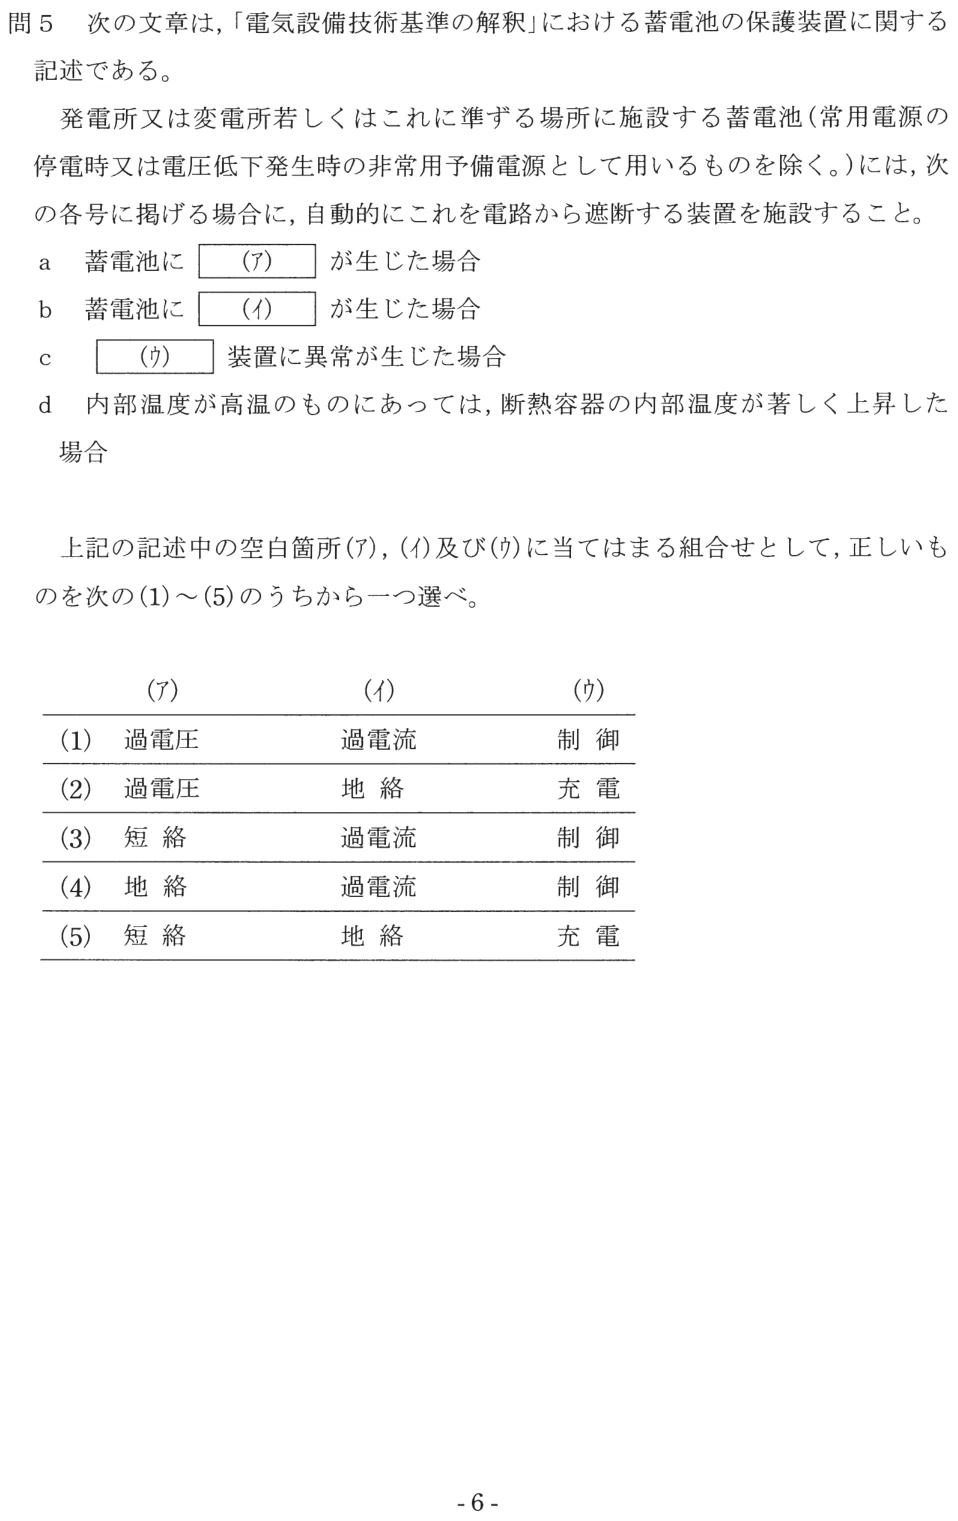 問5 次の文章は,「電気設備技術基準の解釈」における蓄電池の保護装置に関する
記述である。
発電所又は変電所若しくはこれに準ずる場所に施設する蓄電池(常用電源の
停電時又は電圧低下発生時の非常用予備電源として用いるものを除く。)には,次
の各号に掲げる場合に,自動的にこれを電路から遮断する装置を施設すること。
a 蓄電池に (ア) が生じた場合
b 蓄電池に (イ) が生じた場合
c (ウ) 装置に異常が生じた場合
d 内部温度が高温のものにあっては,断熱容器の内部温度が著しく上昇した
場合
上記の記述中の空白箇所(ア),(イ)及び(ウ)に当てはまる組合せとして,正しいも
のを次の(1)～(5)のうちから一つ選べ。
(ア) (イ) (ウ)
(1) 過電圧 過電流 制御
(2) 過電圧 地絡 充電
(3) 短絡 過電流 制御
(4) 地絡 過電流 制御
(5) 短絡 地絡 充電
- 6 -